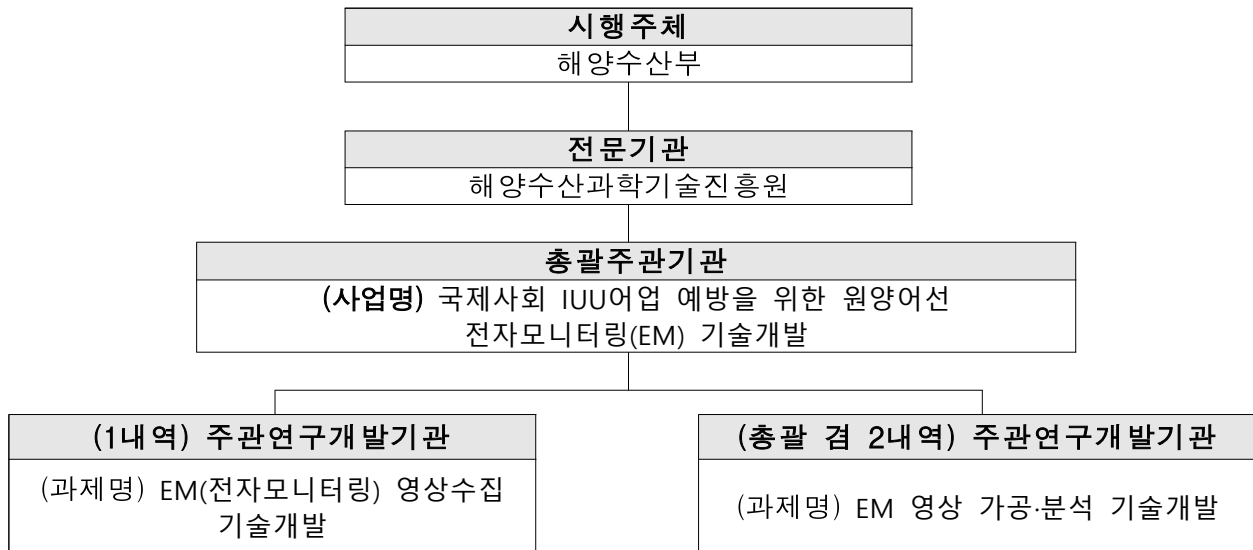 시행주체
해양수산부
전문기관
해양수산과학기술진흥원
총괄주관기관
(사업명) 국제사회 IUU어업 예방을 위한 원양어선
전자모니터링(EM) 기술개발
(1내역) 주관연구개발기관
(과제명) EM(전자모니터링) 영상수집
기술개발
(총괄 겸 2내역) 주관연구개발기관
(과제명) EM 영상 가공·분석 기술개발